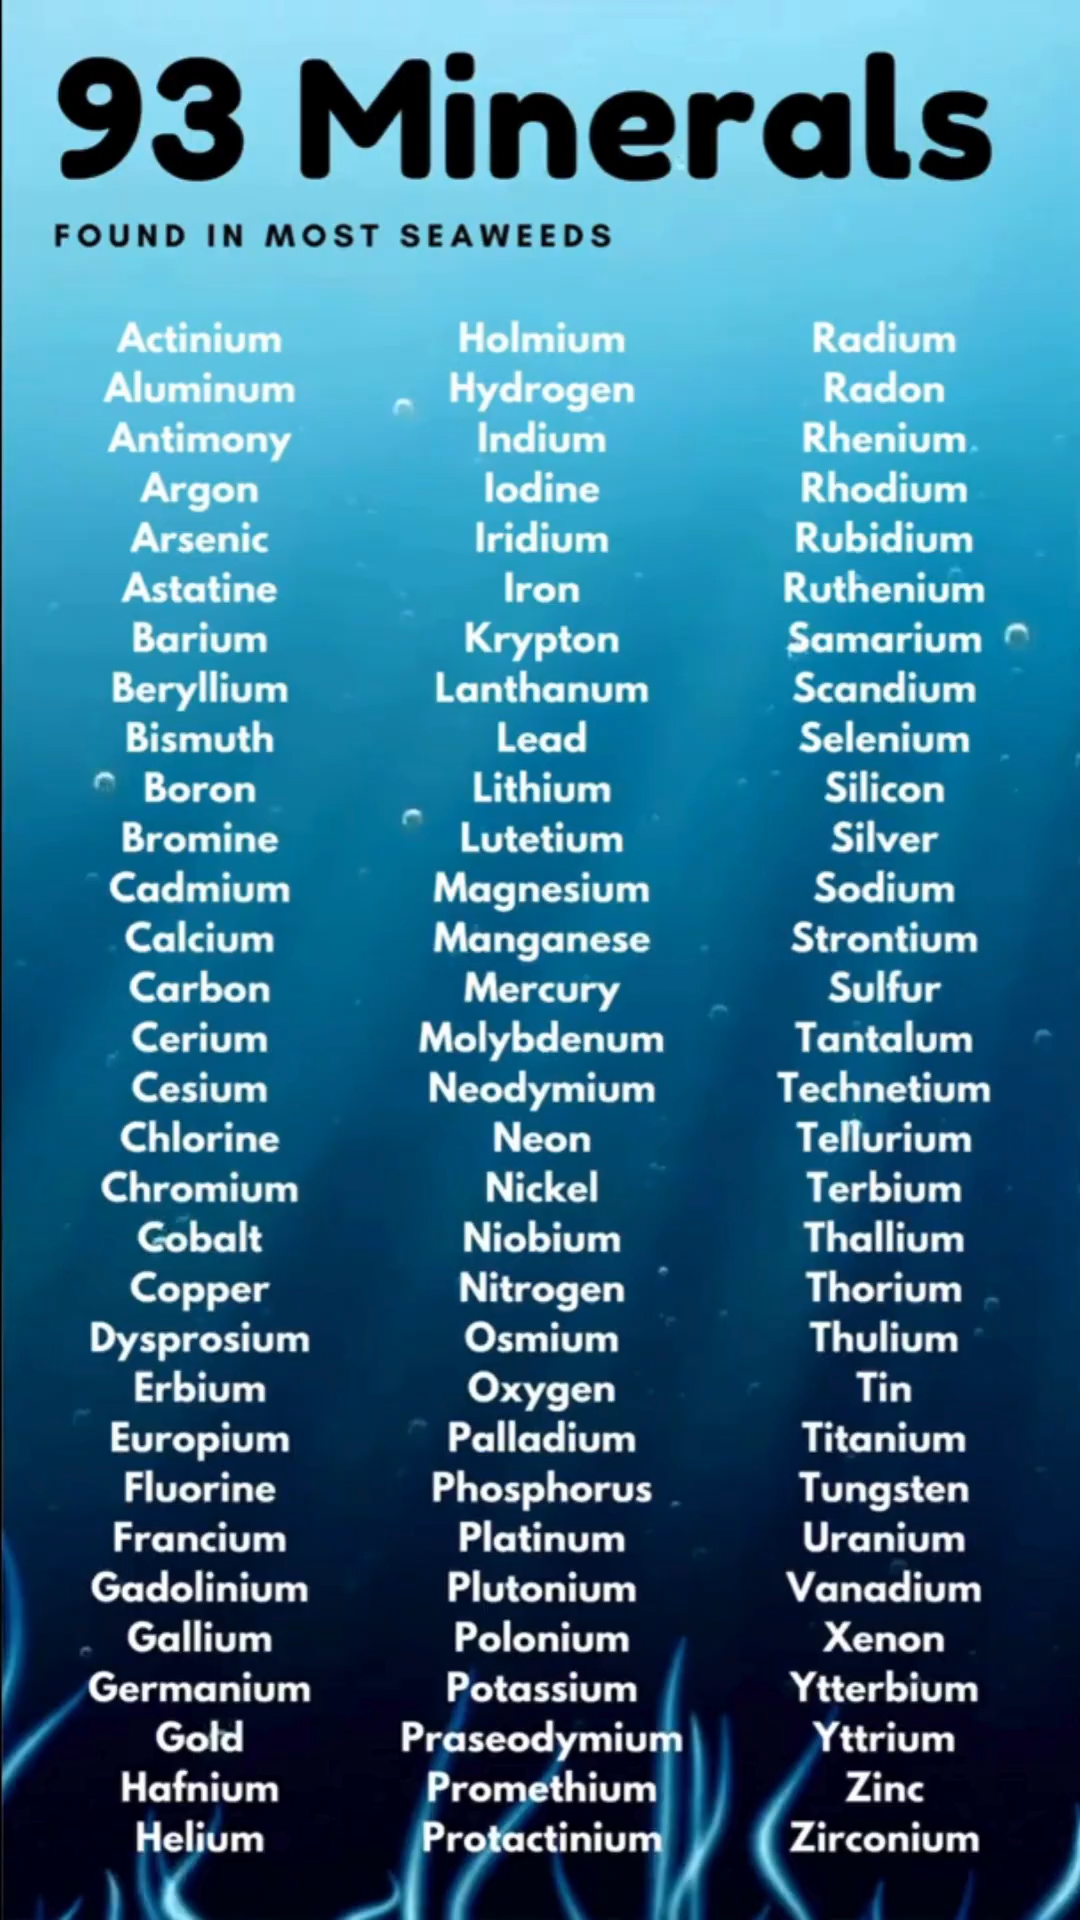 93 Minerals
FOUND IN MOST SEAWEEDS
Actinium
Aluminum
Antimony
Argon
Arsenic
Astatine
Barium
Beryllium
Bismuth
Boron
Bromine
Cadmium
Calcium
Carbon
Cerium
Cesium
Chlorine
Chromium
Cobalt
Copper
Dysprosium
Erbium
Europium
Fluorine
Francium
Gadolinium
Gallium
Germanium
Gold
Hafnium
Helium
Holmium
Hydrogen
Indium
Iodine
Iridium
Iron
Krypton
Lanthanum
Lead
Lithium
Lutetium
Magnesium
Manganese
Mercury
Molybdenum
Neodymium
Neon
Nickel
Niobium
Nitrogen
Osmium
Oxygen
Palladium
Phosphorus
Platinum
Plutonium
Polonium
Potassium
Praseodymium
Promethium
Protactinium
Radium
Radon
Rhenium
Rhodium
Rubidium
Ruthenium
Samarium
Scandium
Selenium
Silicon
Silver
Sodium
Strontium
Sulfur
Tantalum
Technetium
Tellurium
Terbium
Thallium
Thorium
Thulium
Tin
Titanium
Tungsten
Uranium
Vanadium
Xenon
Ytterbium
Yttrium
Zinc
Zirconium